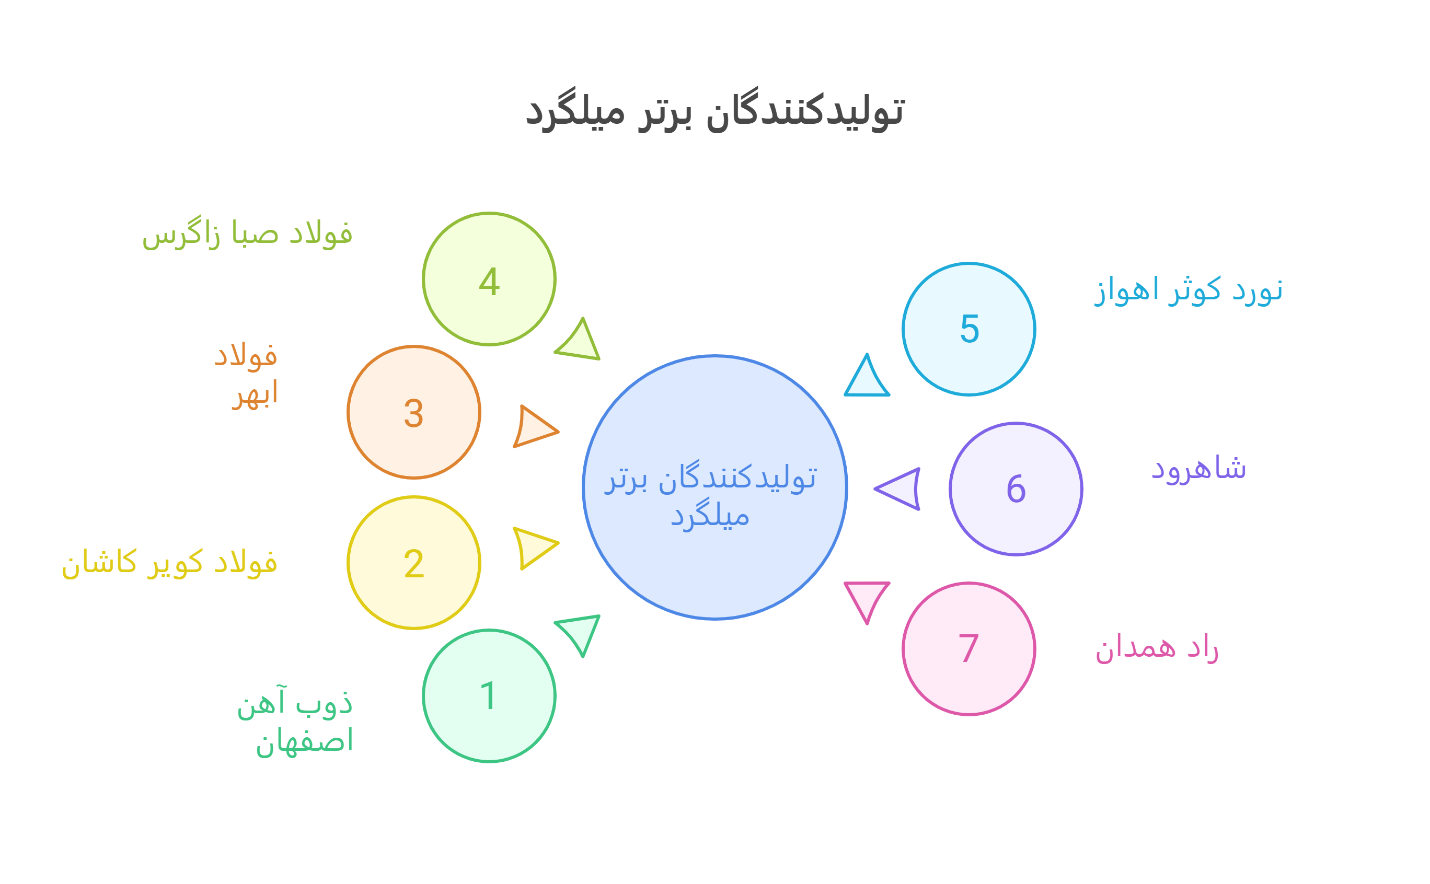 تولیدکنندگان برتر میلگرد
فولاد صبا زاگرس
4
نورد کوثر اهواز
5
فولاد
ابهر
3
تولیدکنندگان برتر
میلگرد
شاهرود
6
فولاد کویر کاشان
2
راد همدان
7
ذوب آهن
اصفهان
1